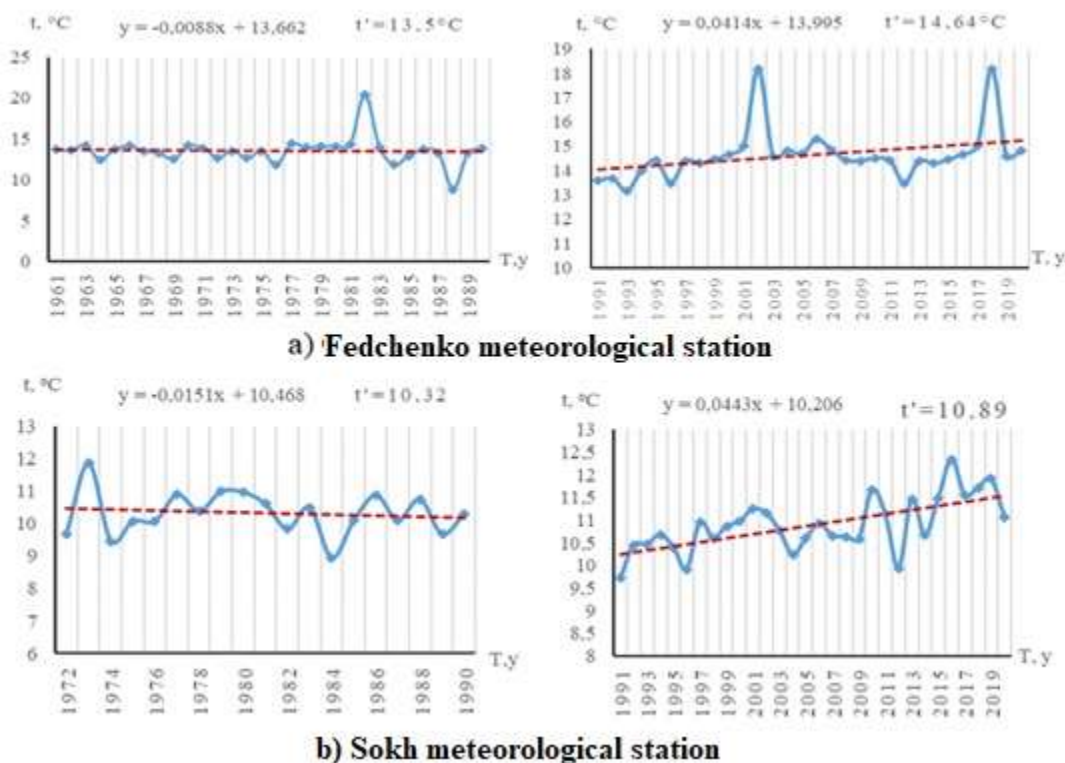 t, °C y = -0,0088x + 13,662 t'=13.5°C
25
20
15
10
5
0
1961 1963 1965 1967 1969 1971 1973 1975 1977 1979 1981 1983 1985 1987 1989
T,y
t, °C y = 0,0414x + 13,995 t'=14.64°C
19
18
17
16
15
14
13
12
11
10
1991 1993 1995 1997 1999 2001 2003 2005 2007 2009 2011 2013 2015 2017 2019
T, y
a) Fedchenko meteorological station
t, °C y = -0,0151x + 10,468 t'=10.32
13
12
11
10
9
8
7
6
1972 1974 1976 1978 1980 1982 1984 1986 1988 1990
T,y
t, °C y = 0,0443x + 10,206 t'=10.89
13
12.5
12
11.5
11
10.5
10
9.5
9
8.5
8
1991 1993 1995 1997 1999 2001 2003 2005 2007 2009 2011 2013 2015 2017 2019
T, y
b) Sokh meteorological station